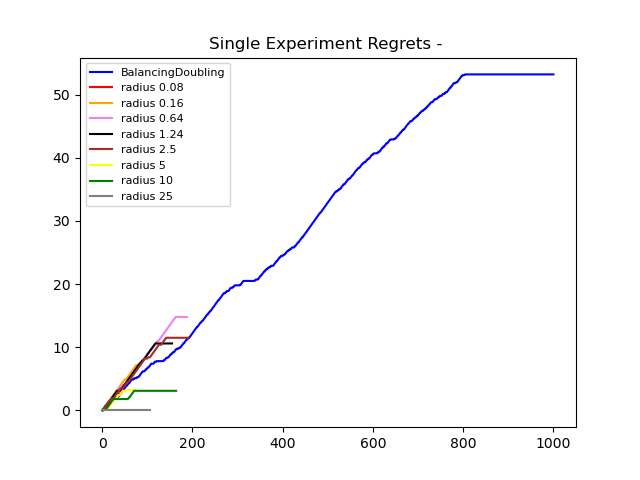 Single Experiment Regrets -
BalancingDoubling
radius 0.08
radius 0.16
radius 0.64
radius 1.24
radius 2.5
radius 5
radius 10
radius 25
50
40
30
20
10
0
0 200 400 600 800 1000